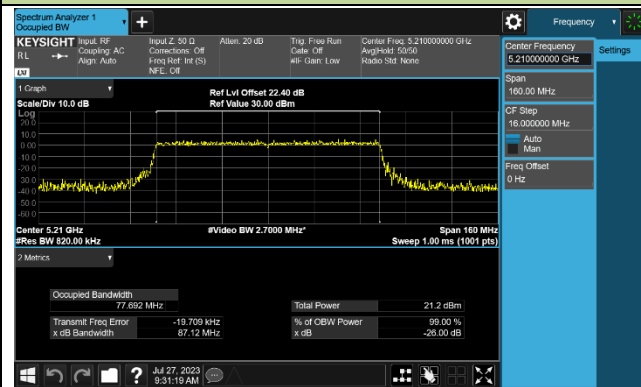 Spectrum Analyzer 1
Occupied BW
Frequency
KEYSIGHT
Input: RF
Coupling: AC
Align: Auto
Input Z: 50 Ω
Corrections: Off
Freq Ref: Int (S)
NFE: Off
Atten: 20 dB
Trig: Free Run
Gate: Off
#IF Gain: Low
Center Freq: 5.210000000 GHz
Avg|Hold: 50/50
Radio Std: None
RL
LXI
Center Frequency
5.210000000 GHz
Settings
Span
160.00 MHz
CF Step
16.000000 MHz
Auto
Man
Freq Offset
0 Hz
1 Graph
Scale/Div 10.0 dB
Ref Lvl Offset 22.40 dB
Ref Value 30.00 dBm
Log
20.0
10.0
0.00
-10.0
-20.0
-30.0
-40.0
-50.0
-60.0
Center 5.21 GHz
#Video BW 2.7000 MHz*
Span 160 MHz
#Res BW 820.00 kHz
Sweep 1.00 ms (1001 pts)
2 Metrics
Occupied Bandwidth
77.692 MHz
Total Power 21.2 dBm
Transmit Freq Error -19.709 kHz
% of OBW Power 99.00 %
x dB Bandwidth 87.12 MHz
x dB -26.00 dB
Jul 27, 2023
9:31:19 AM